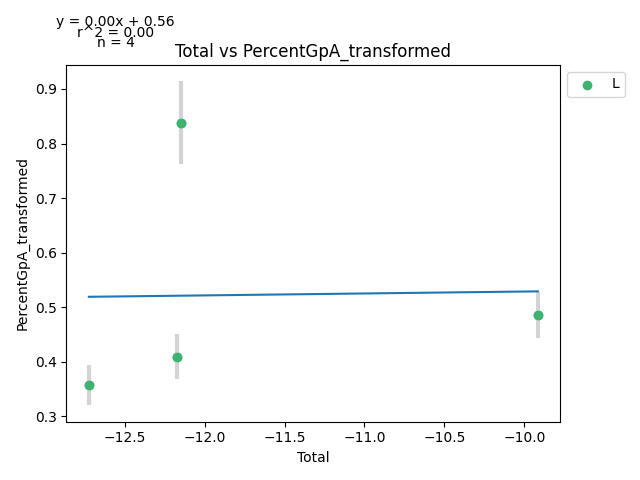 y = 0.00x + 0.56
r^2 = 0.00
n = 4
Total vs PercentGpA_transformed
L
PercentGpA_transformed
0.9
0.8
0.7
0.6
0.5
0.4
0.3
−12.5
−12.0
−11.5
−11.0
−10.5
−10.0
Total